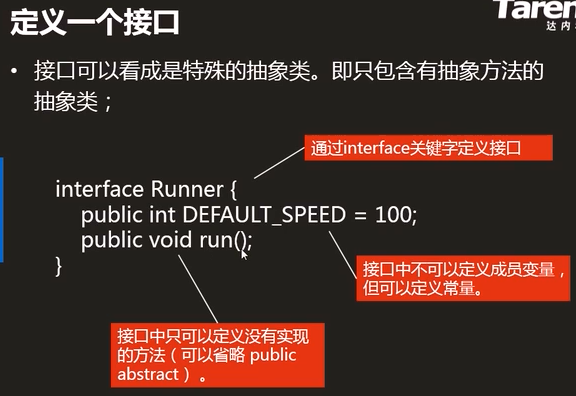 定义一个接口
Taren
达内
• 接口可以看成是特殊的抽象类。即只包含有抽象方法的
抽象类；
通过interface关键字定义接口
interface Runner {
public int DEFAULT_SPEED = 100;
public void run();
}
接口中不可以定义成员变量，
但可以定义常量。
接口中只可以定义没有实现
的方法（可以省略 public
abstract）。